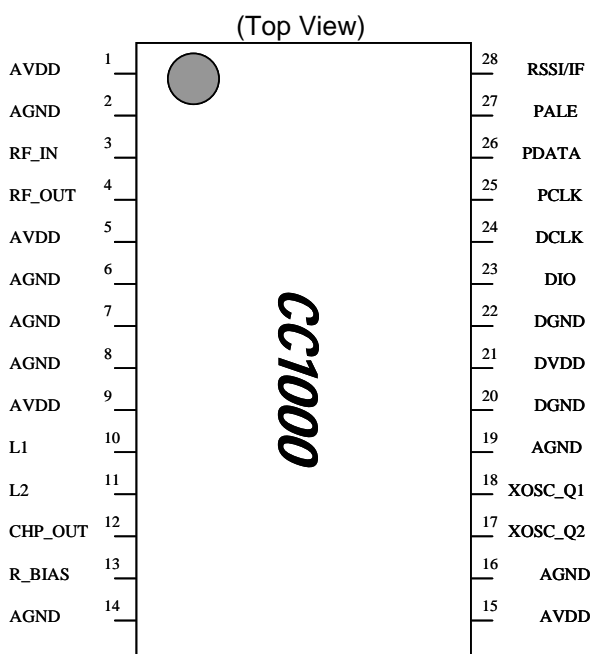 (Top View)
AVDD 1 28 RSSI/IF
AGND 2 27 PALE
RF_IN 3 26 PDATA
RF_OUT 4 25 PCLK
AVDD 5 24 DCLK
AGND 6 23 DIO
AGND 7 22 DGND
AGND 8 21 DVDD
AVDD 9 20 DGND
L1 10 19 AGND
L2 11 18 XOSC_Q1
CHP_OUT 12 17 XOSC_Q2
R_BIAS 13 16 AGND
AGND 14 15 AVDD
CC1000